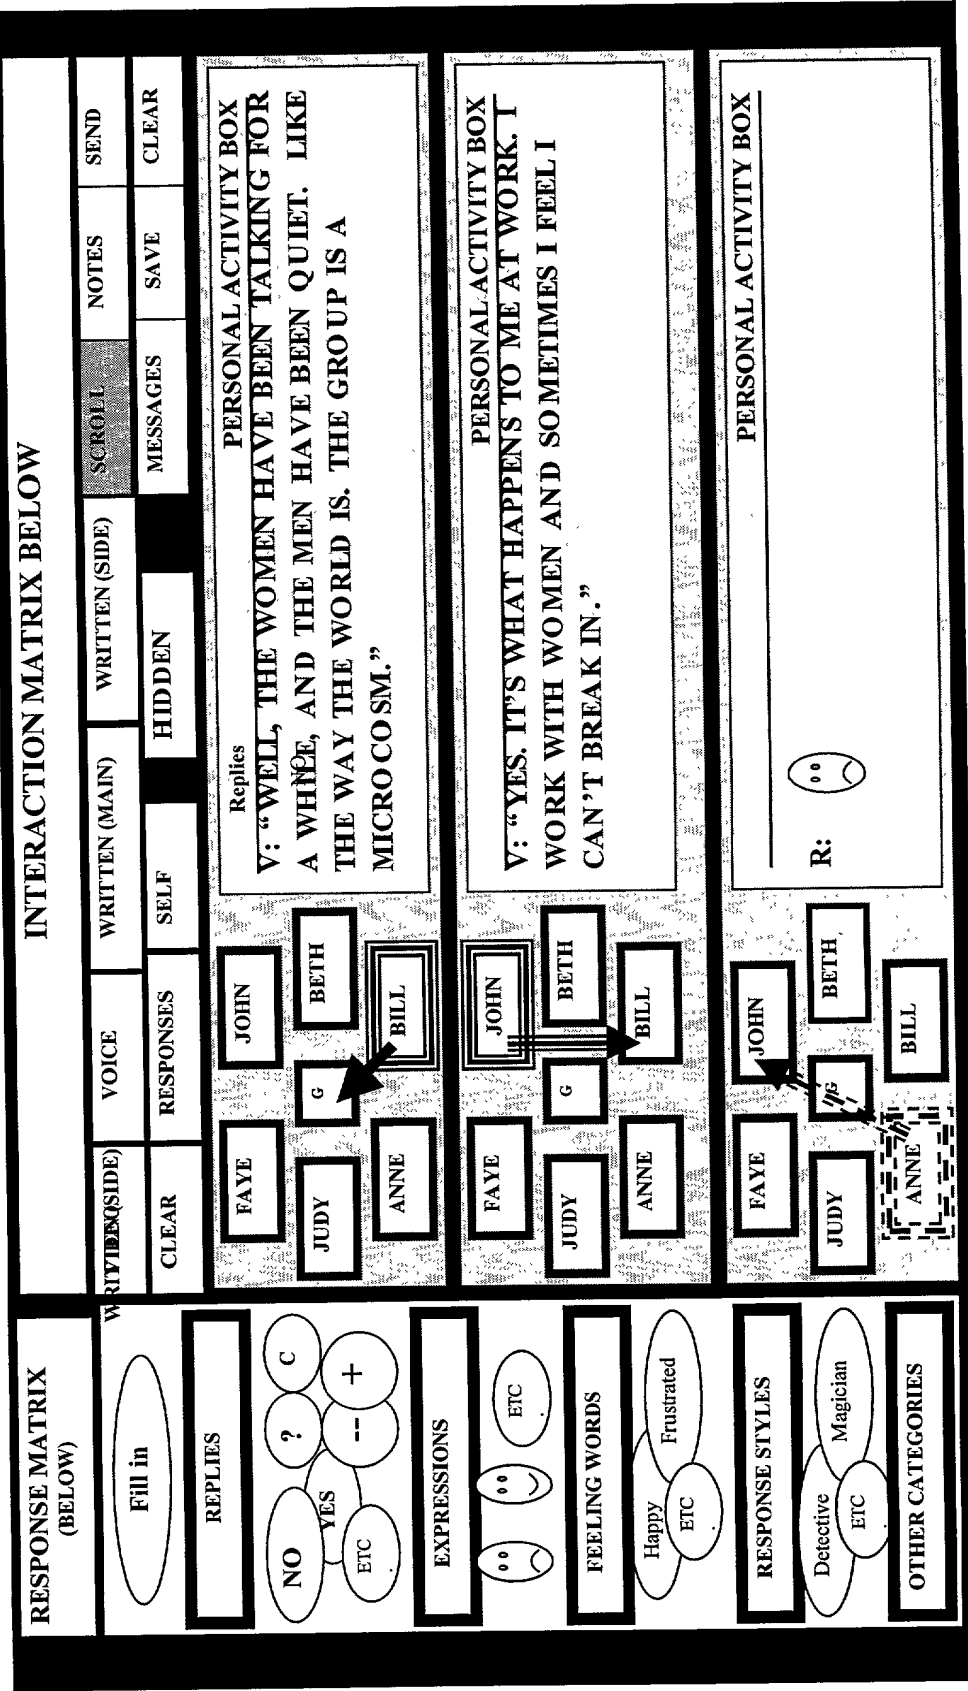 RESPONSE MATRIX
(BELOW)
Fill in
REPLIES
NO
YES
?
C
--
+
ETC
EXPRESSIONS
ETC
FEELING WORDS
Happy
Frustrated
ETC
RESPONSE STYLES
Detective
Magician
ETC
OTHER CATEGORIES
INTERACTION MATRIX BELOW
VOICE
WRITTEN (MAIN)
WRITTEN (SIDE)
SCROLL
NOTES
SEND
CLEAR
RESPONSES
SELF
HIDDEN
MESSAGES
SAVE
CLEAR
FAYE
JOHN
JUDY
G
BETH
ANNE
BILL
PERSONAL ACTIVITY BOX
Replies
V: “WELL, THE WOMEN HAVE BEEN TALKING FOR
A WHILE, AND THE MEN HAVE BEEN QUIET. LIKE
THE WAY THE WORLD IS. THE GROUP IS A
MICROCOSM.”
FAYE
JOHN
JUDY
G
BETH
ANNE
BILL
PERSONAL ACTIVITY BOX
V: “YES. IT’S WHAT HAPPENS TO ME AT WORK. I
WORK WITH WOMEN AND SOMETIMES I FEEL I
CAN’T BREAK IN.”
FAYE
JOHN
JUDY
G
BETH
ANNE
BILL
PERSONAL ACTIVITY BOX
R: